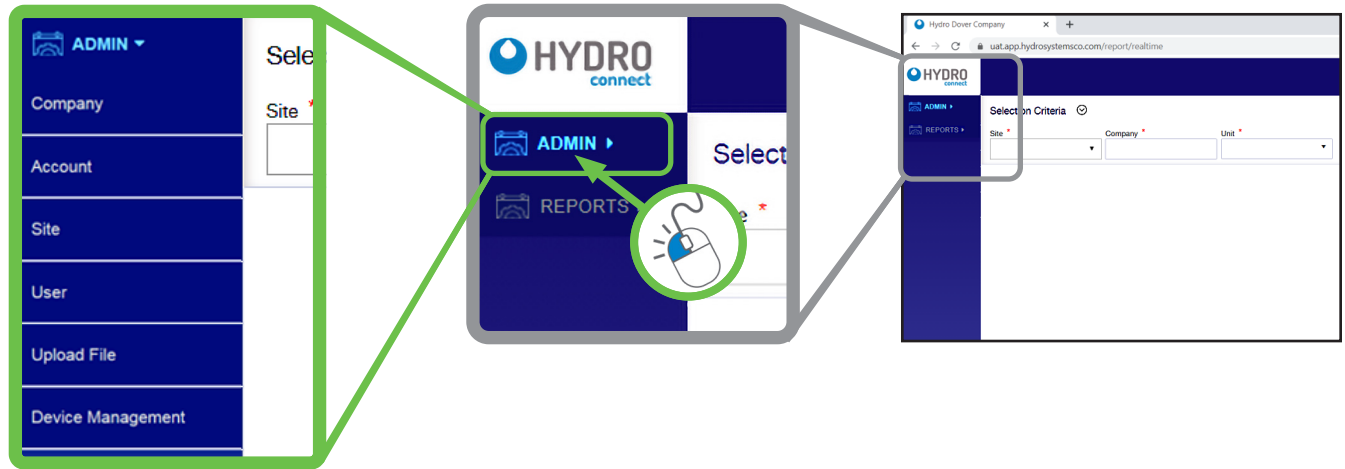 ADMIN
Company
Account
Site
User
Upload File
Device Management
Sele
Site *
HYDRO
connect
ADMIN
REPORTS
Select
e *
Hydro Dover Company
uat.app.hydrosystemsco.com/report/realtime
HYDRO
connect
ADMIN
REPORTS
Selection Criteria
Site * Company * Unit *